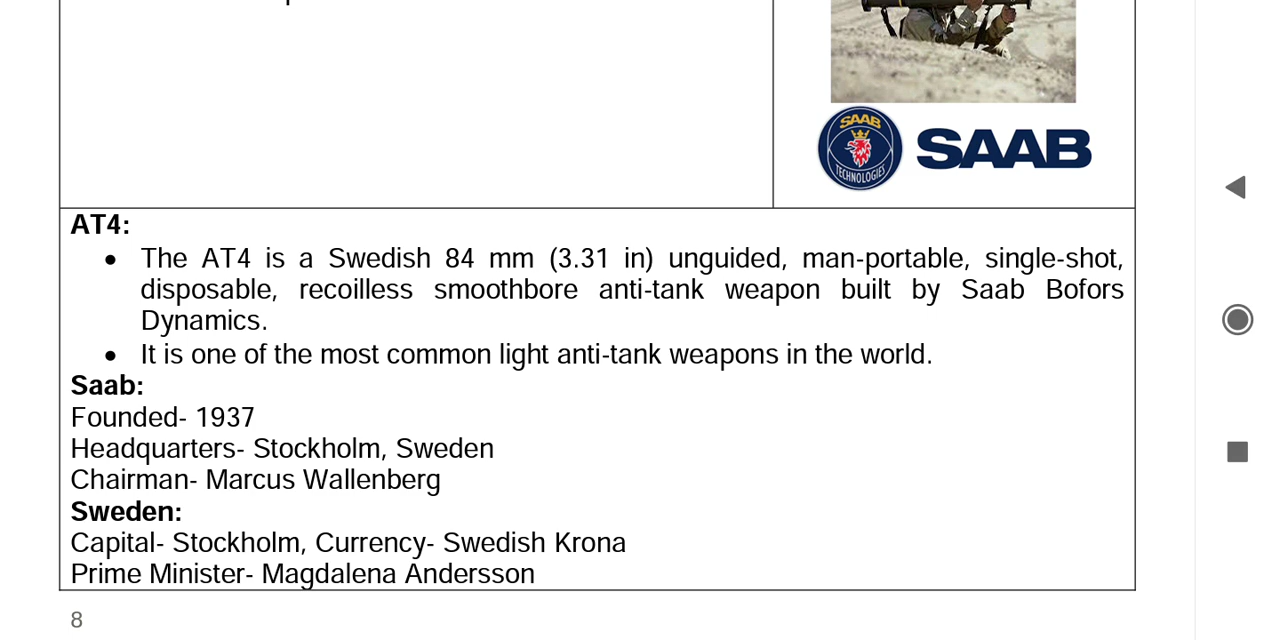 SAAB
TECHNOLOGIES
SAAB
AT4:
• The AT4 is a Swedish 84 mm (3.31 in) unguided, man-portable, single-shot,
disposable, recoilless smoothbore anti-tank weapon built by Saab Bofors
Dynamics.
• It is one of the most common light anti-tank weapons in the world.
Saab:
Founded- 1937
Headquarters- Stockholm, Sweden
Chairman- Marcus Wallenberg
Sweden:
Capital- Stockholm, Currency- Swedish Krona
Prime Minister- Magdalena Andersson
8